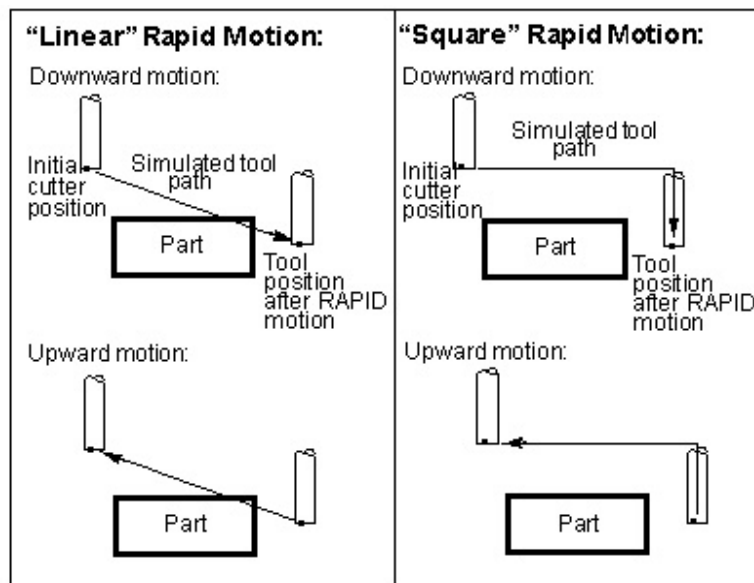 “Linear” Rapid Motion:
Downward motion:
Initial
cutter
position
Simulated tool
path
Part
Tool
position
after RAPID
motion
Upward motion:
Part
“Square” Rapid Motion:
Downward motion:
Simulated tool
path
Initial
cutter
position
Part
Tool
position
after RAPID
motion
Upward motion:
Part